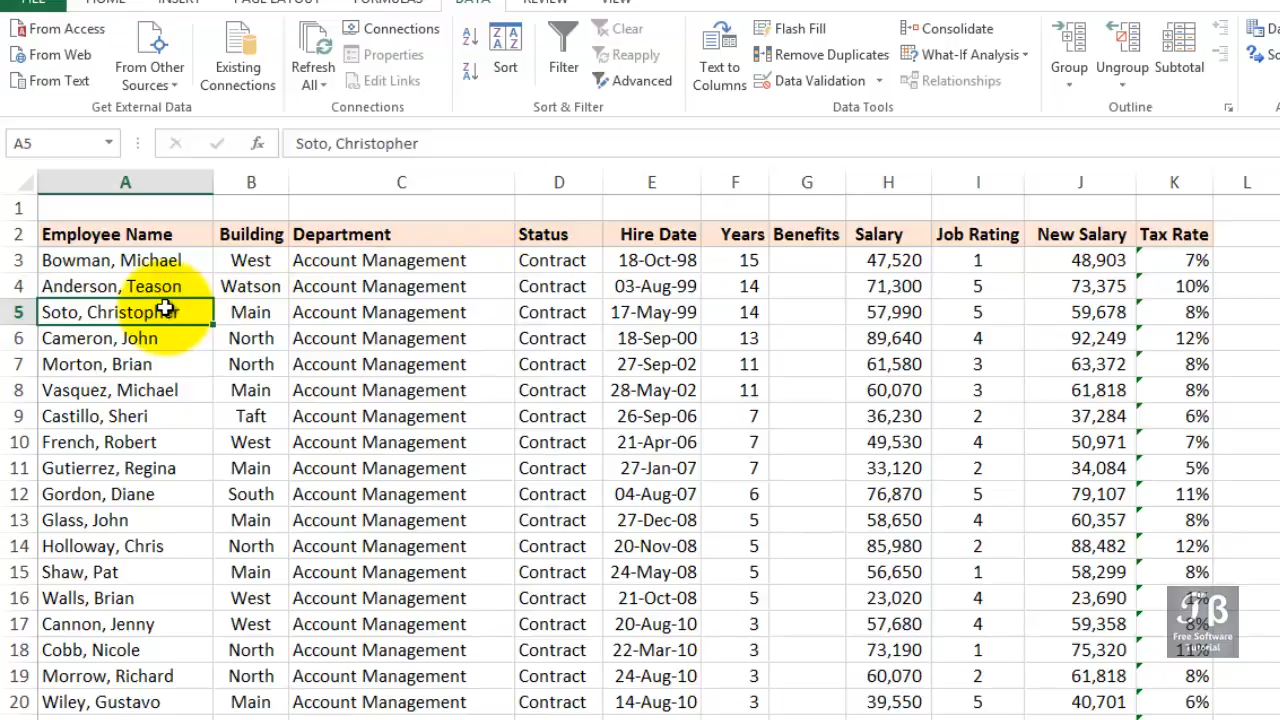 FILE HOME INSERT PAGE LAYOUT FORMULAS DATA REVIEW VIEW
From Access
From Web
From Text
From Other Sources
Existing Connections
Get External Data
Refresh All
Connections
Properties
Edit Links
Connections
Sort
Filter
Clear
Reapply
Advanced
Sort & Filter
Text to Columns
Flash Fill
Remove Duplicates
Data Validation
Consolidate
What-If Analysis
Relationships
Data Tools
Group
Ungroup
Subtotal
Outline
A5 fx Soto, Christopher
A B C D E F G H I J K L
1
2 Employee Name Building Department Status Hire Date Years Benefits Salary Job Rating New Salary Tax Rate
3 Bowman, Michael West Account Management Contract 18-Oct-98 15 47,520 1 48,903 7%
4 Anderson, Teason Watson Account Management Contract 03-Aug-99 14 71,300 5 73,375 10%
5 Soto, Christopher Main Account Management Contract 17-May-99 14 57,990 5 59,678 8%
6 Cameron, John North Account Management Contract 18-Sep-00 13 89,640 4 92,249 12%
7 Morton, Brian North Account Management Contract 27-Sep-02 11 61,580 3 63,372 8%
8 Vasquez, Michael Main Account Management Contract 28-May-02 11 60,070 3 61,818 8%
9 Castillo, Sheri Taft Account Management Contract 26-Sep-06 7 36,230 2 37,284 6%
10 French, Robert West Account Management Contract 21-Apr-06 7 49,530 4 50,971 7%
11 Gutierrez, Regina Main Account Management Contract 27-Jan-07 7 33,120 2 34,084 5%
12 Gordon, Diane South Account Management Contract 04-Aug-07 6 76,870 5 79,107 11%
13 Glass, John Main Account Management Contract 27-Dec-08 5 58,650 4 60,357 8%
14 Holloway, Chris North Account Management Contract 20-Nov-08 5 85,980 2 88,482 12%
15 Shaw, Pat Main Account Management Contract 24-May-08 5 56,650 1 58,299 8%
16 Walls, Brian West Account Management Contract 21-Oct-08 5 23,020 4 23,690 1%
17 Cannon, Jenny West Account Management Contract 20-Aug-10 3 57,680 4 59,358 8%
18 Cobb, Nicole North Account Management Contract 22-Mar-10 3 73,190 1 75,320 11%
19 Morrow, Richard North Account Management Contract 24-Aug-10 3 60,070 2 61,818 8%
20 Wiley, Gustavo Main Account Management Contract 14-Aug-10 3 39,550 5 40,701 6%
Free Software
Tutorial